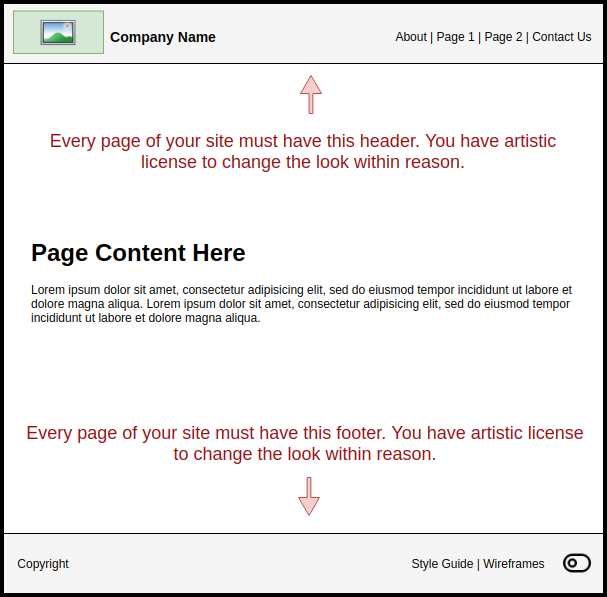 Company Name
About | Page 1 | Page 2 | Contact Us
Every page of your site must have this header. You have artistic
license to change the look within reason.
Page Content Here
Lorem ipsum dolor sit amet, consectetur adipisicing elit, sed do eiusmod tempor incididunt ut labore et
dolore magna aliqua. Lorem ipsum dolor sit amet, consectetur adipisicing elit, sed do eiusmod tempor
incididunt ut labore et dolore magna aliqua.
Every page of your site must have this footer. You have artistic license
to change the look within reason.
Copyright
Style Guide | Wireframes